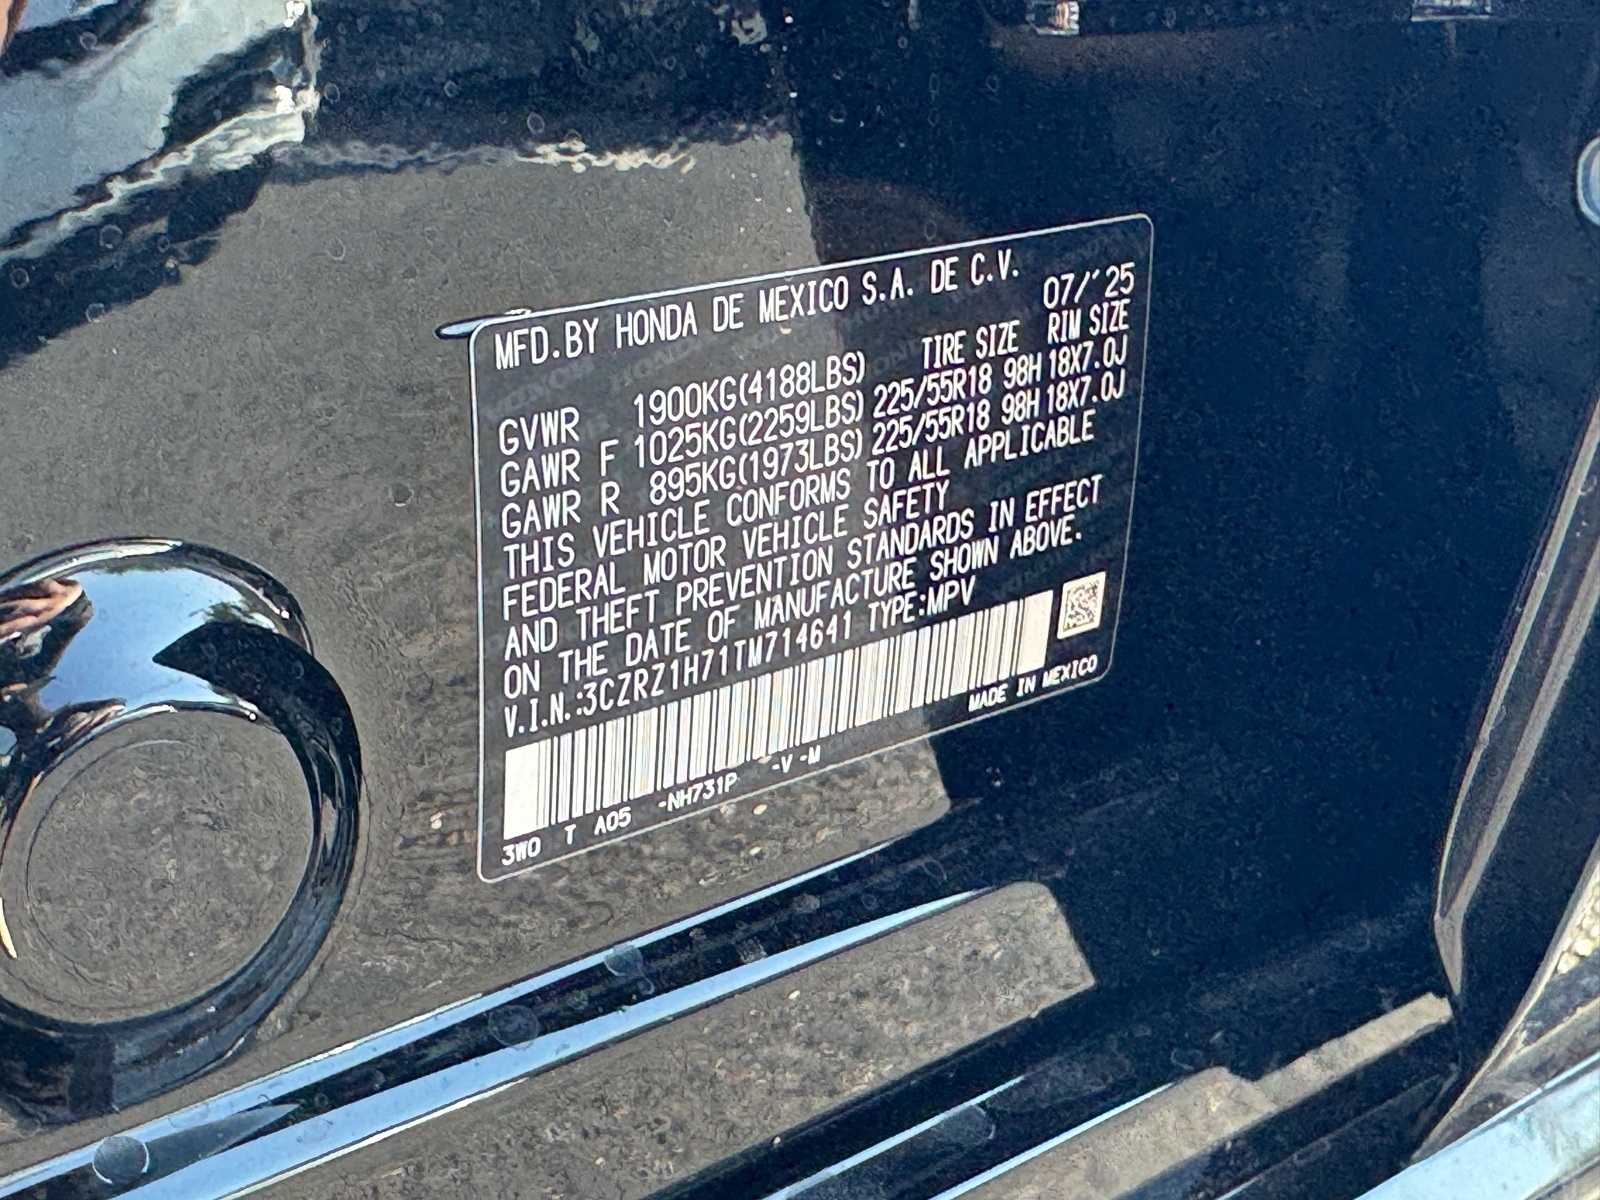 MFD.BY HONDA DE MEXICO S.A. DE C.V.
07/'25
TIRE SIZE RIM SIZE
GVWR 1900KG(4188LBS)
GAWR F 1025KG(2259LBS) 225/55R18 98H 18X7.0J
GAWR R 895KG(1973LBS) 225/55R18 98H 18X7.0J
THIS VEHICLE CONFORMS TO ALL APPLICABLE
FEDERAL MOTOR VEHICLE SAFETY
AND THEFT PREVENTION STANDARDS IN EFFECT
ON THE DATE OF MANUFACTURE SHOWN ABOVE.
V.I.N.:3CZRZ1H71TM714641 TYPE:MPV
MADE IN MEXICO
3W0 T A05 -NH731P -V -M